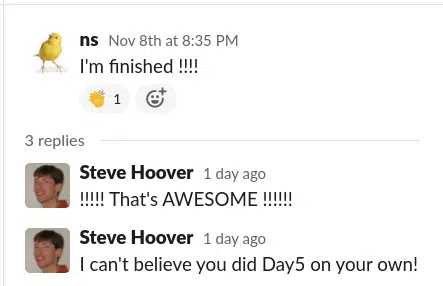 ns Nov 8th at 8:35 PM
I'm finished !!!!
1
3 replies
Steve Hoover 1 day ago
!!!!! That's AWESOME !!!!!!
Steve Hoover 1 day ago
I can't believe you did Day5 on your own!